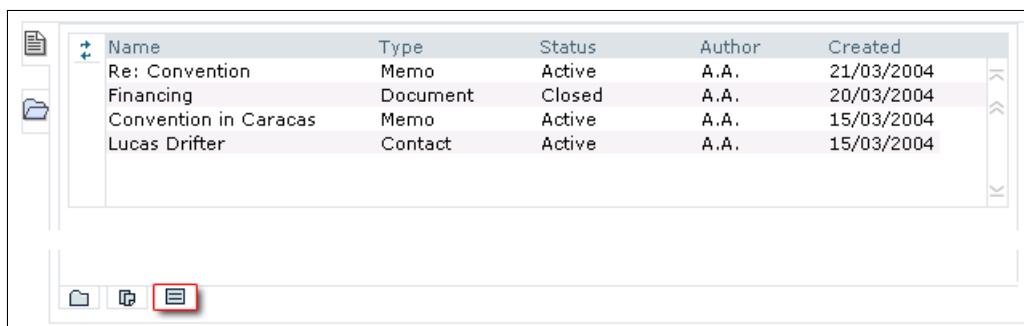 Name Type Status Author Created
Re: Convention Memo Active A.A. 21/03/2004
Financing Document Closed A.A. 20/03/2004
Convention in Caracas Memo Active A.A. 15/03/2004
Lucas Drifter Contact Active A.A. 15/03/2004